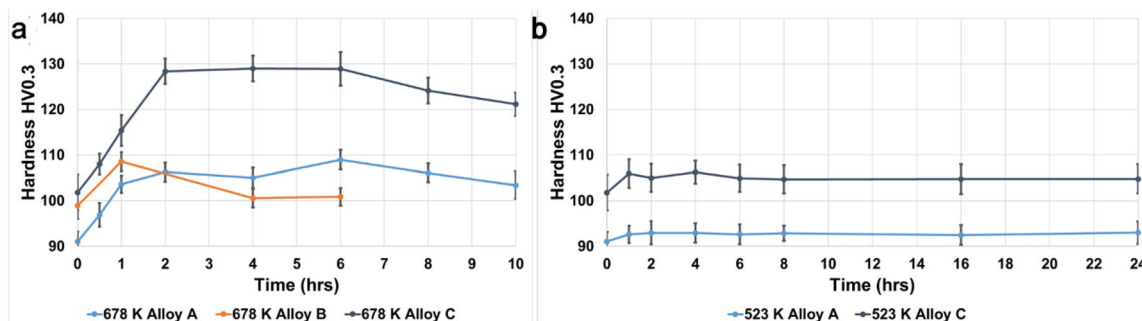 a
140
130
120
110
100
90
Hardness HV0.3
0 1 2 3 4 5 6 7 8 9 10
Time (hrs)
678 K Alloy A 678 K Alloy B 678 K Alloy C
b
140
130
120
110
100
90
Hardness HV0.3
0 2 4 6 8 10 12 14 16 18 20 22 24
Time (hrs)
523 K Alloy A 523 K Alloy C